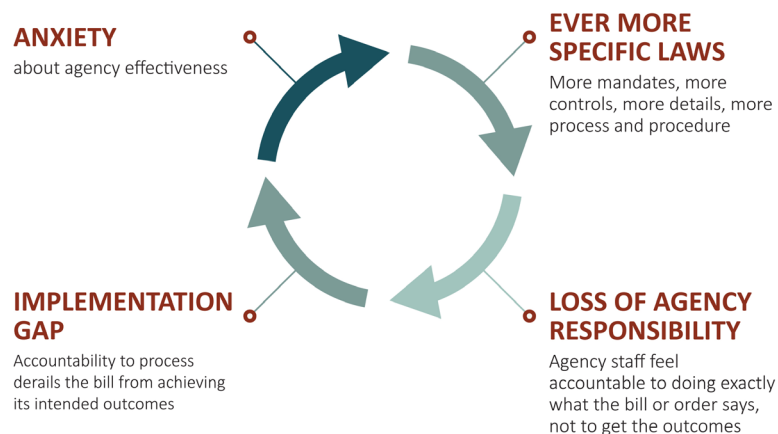 ANXIETY
about agency effectiveness
EVER MORE
SPECIFIC LAWS
More mandates, more
controls, more details, more
process and procedure
IMPLEMENTATION
GAP
Accountability to process
derails the bill from achieving
its intended outcomes
LOSS OF AGENCY
RESPONSIBILITY
Agency staff feel
accountable to doing exactly
what the bill or order says,
not to get the outcomes